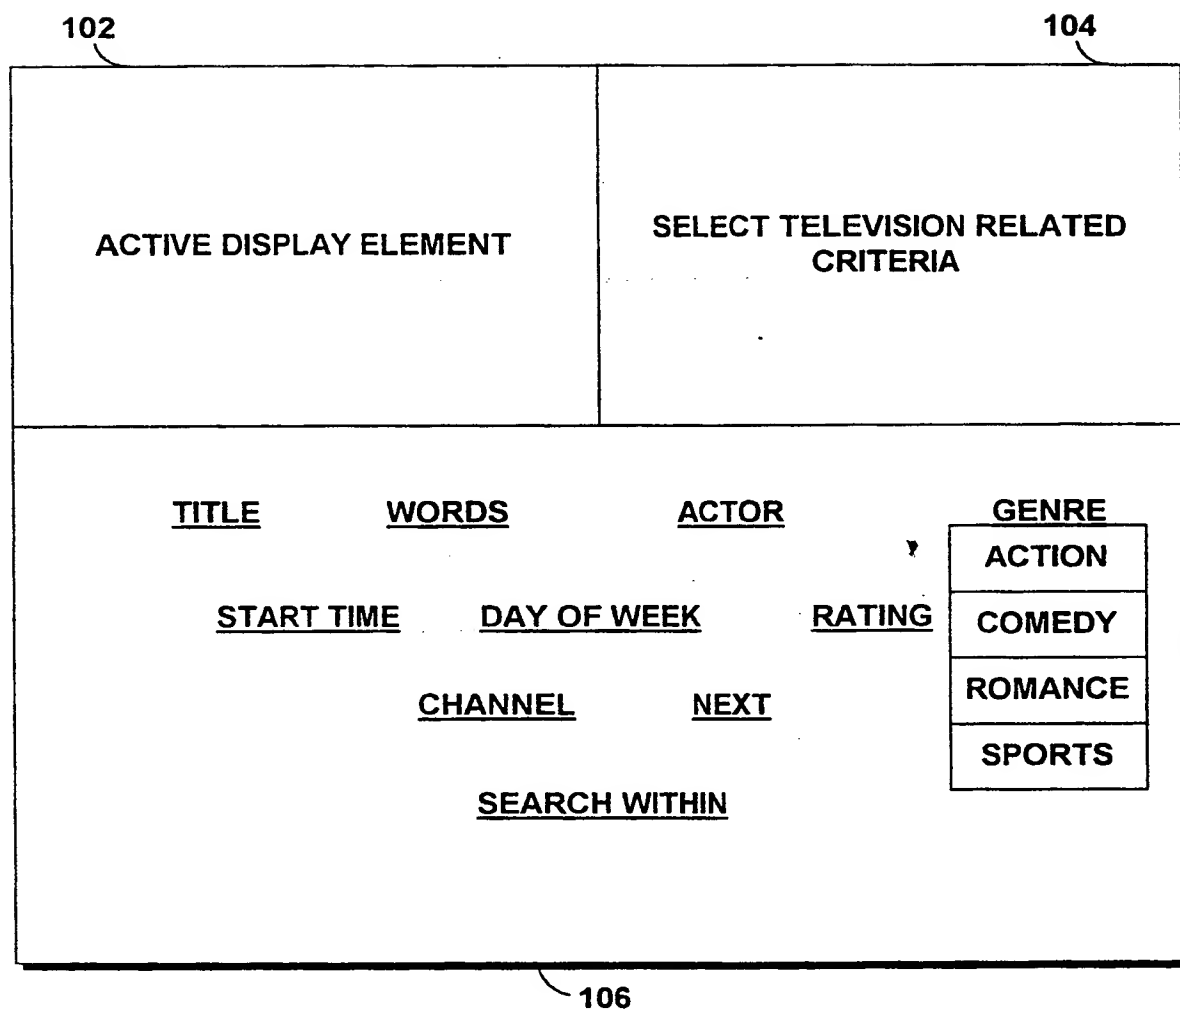 102
104
ACTIVE DISPLAY ELEMENT
SELECT TELEVISION RELATED
CRITERIA
TITLE WORDS ACTOR GENRE
ACTION
START TIME DAY OF WEEK RATING COMEDY
CHANNEL NEXT ROMANCE
SPORTS
SEARCH WITHIN
106